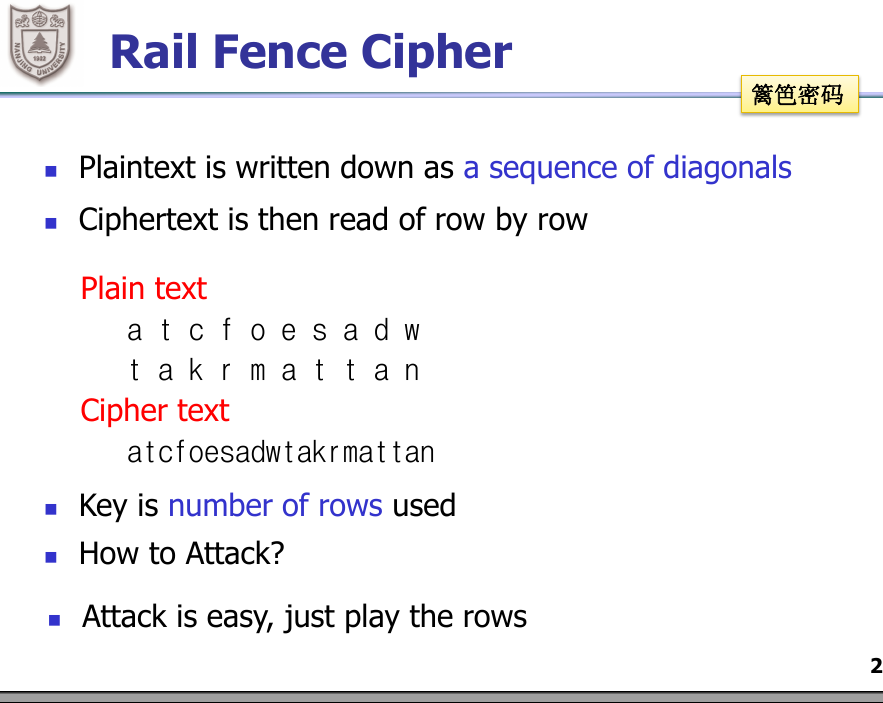 NANJING UNIVERSITY
1902
Rail Fence Cipher
篱笆密码
Plaintext is written down as a sequence of diagonals
Ciphertext is then read of row by row
Plain text
a t c f o e s a d w
t a k r m a t t a n
Cipher text
atcfoesadwtakrmattan
Key is number of rows used
How to Attack?
Attack is easy, just play the rows
2